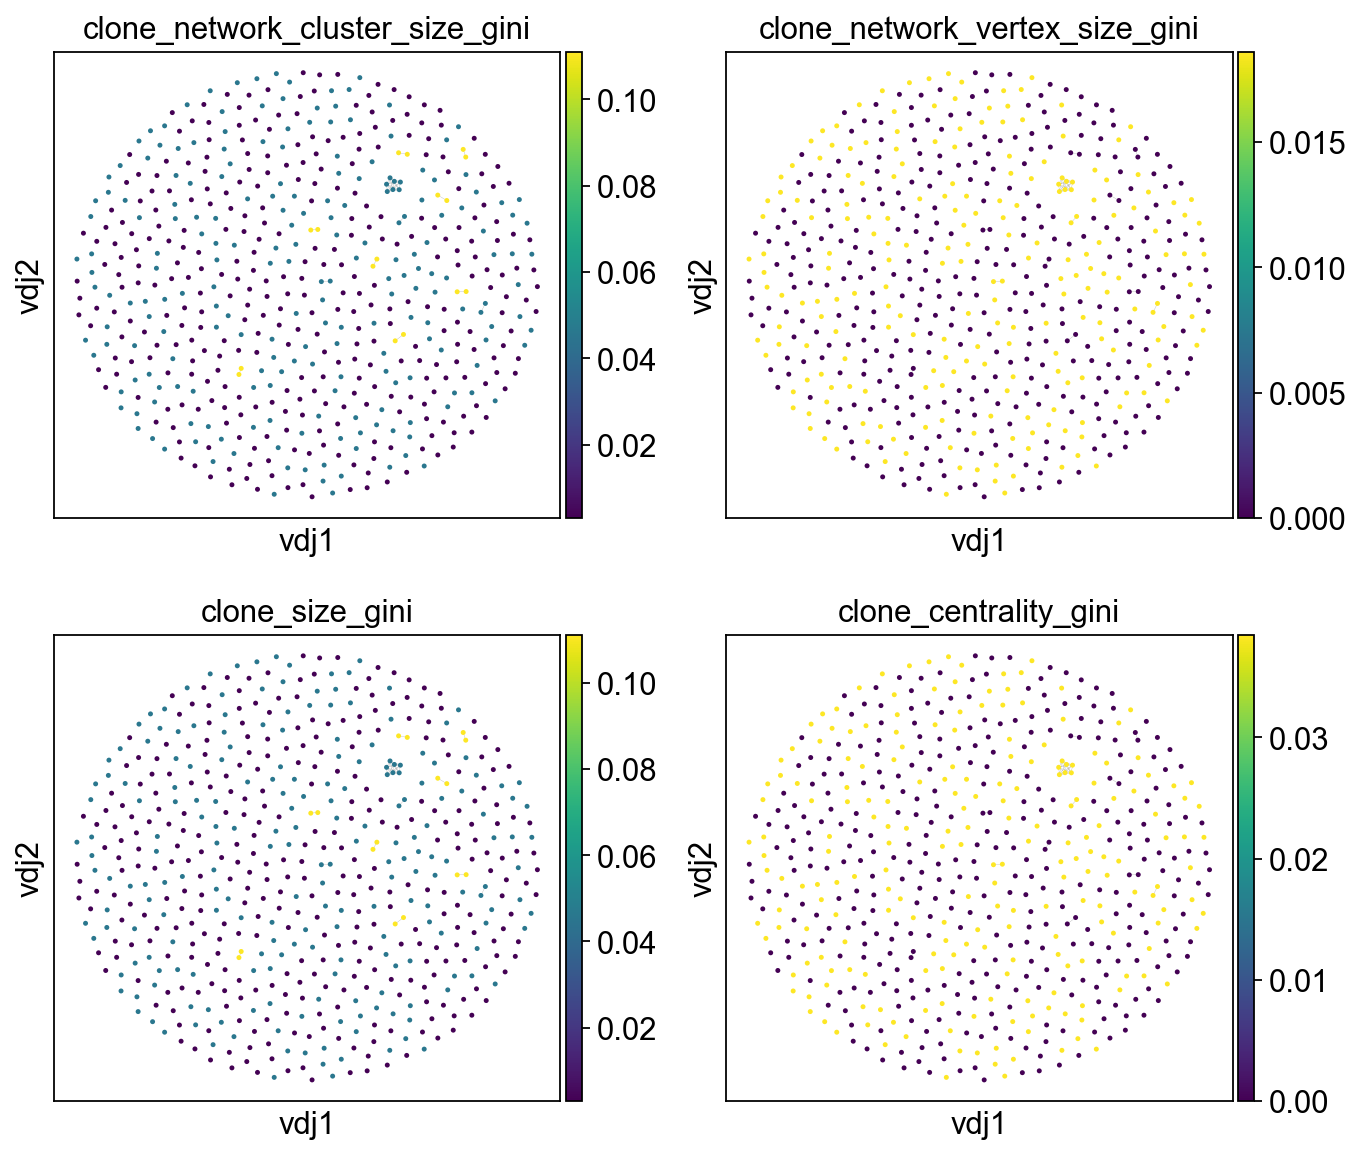 clone_network_cluster_size_gini
0.10
0.08
0.06
0.04
0.02
vdj2
vdj1
clone_network_vertex_size_gini
0.015
0.010
0.005
0.000
vdj2
vdj1
clone_size_gini
0.10
0.08
0.06
0.04
0.02
vdj2
vdj1
clone_centrality_gini
0.03
0.02
0.01
0.00
vdj2
vdj1